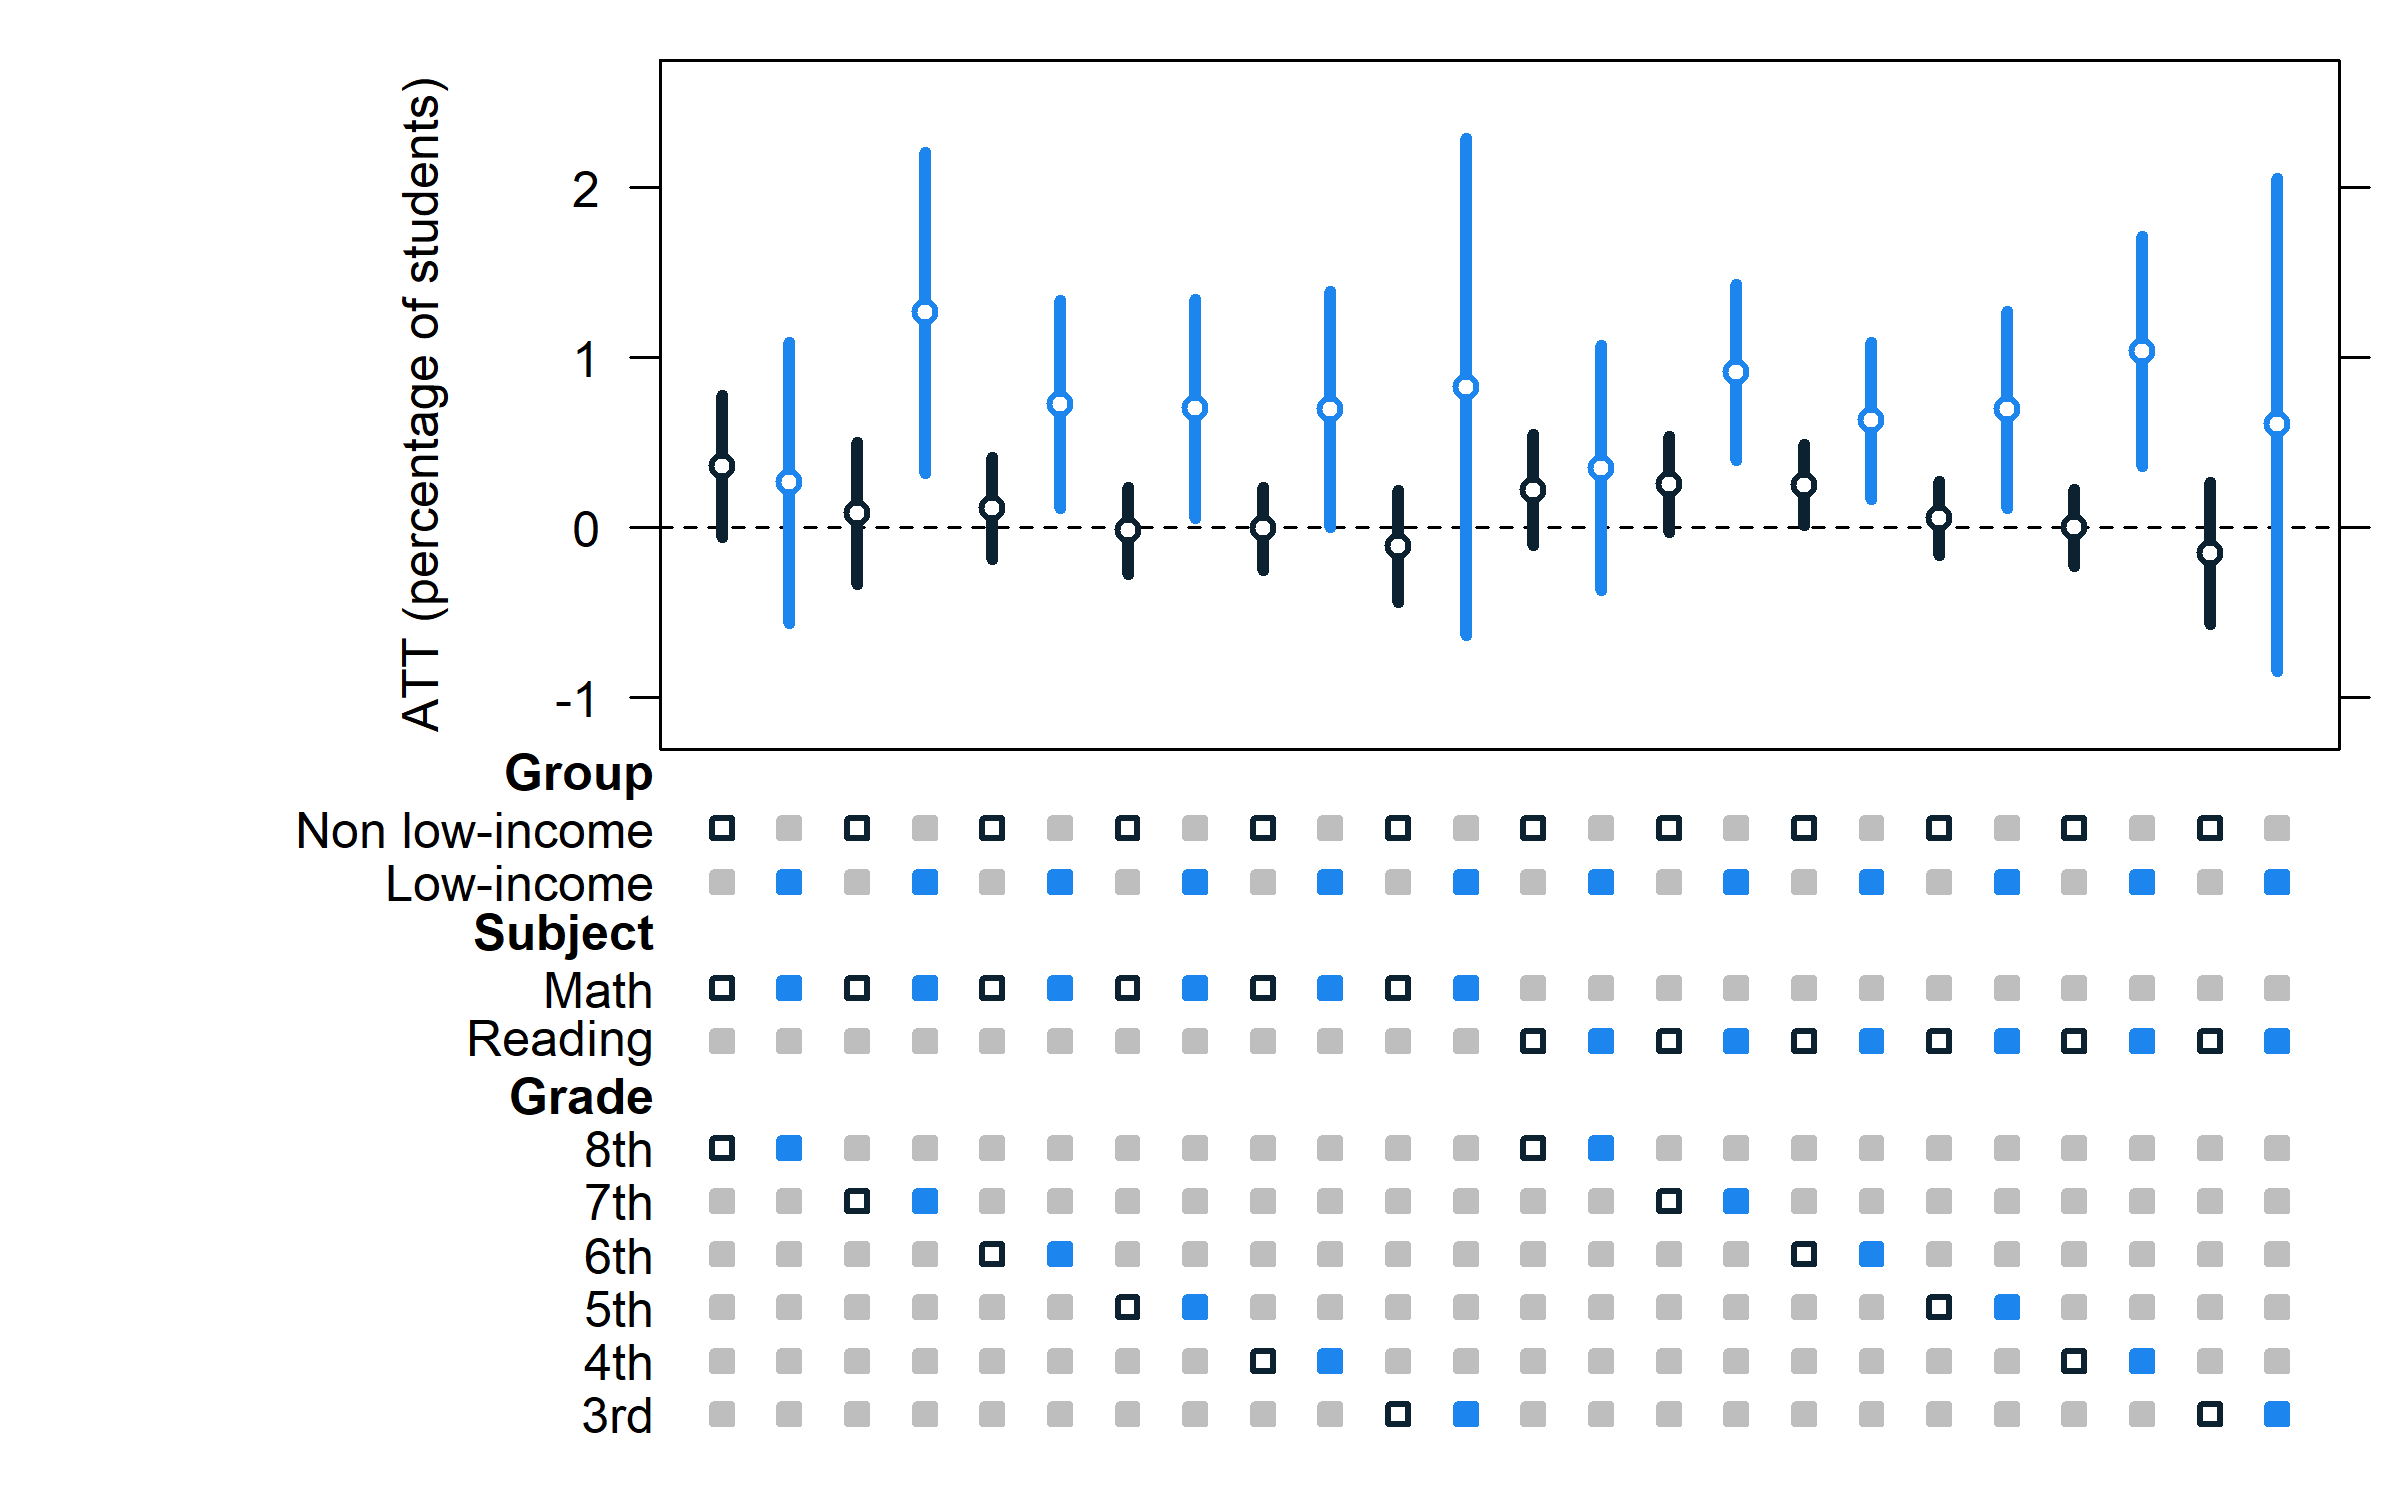 ATT (percentage of students)
2
1
0
-1
Group
Non low-income
Low-income
Subject
Math
Reading
Grade
8th
7th
6th
5th
4th
3rd